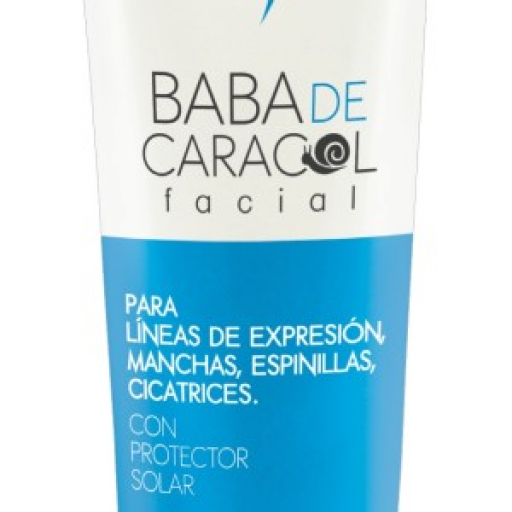 BABA DE
CARACOL
facial
PARA
LÍNEAS DE EXPRESIÓN,
MANCHAS, ESPINILLAS,
CICATRICES.
CON
PROTECTOR
SOLAR